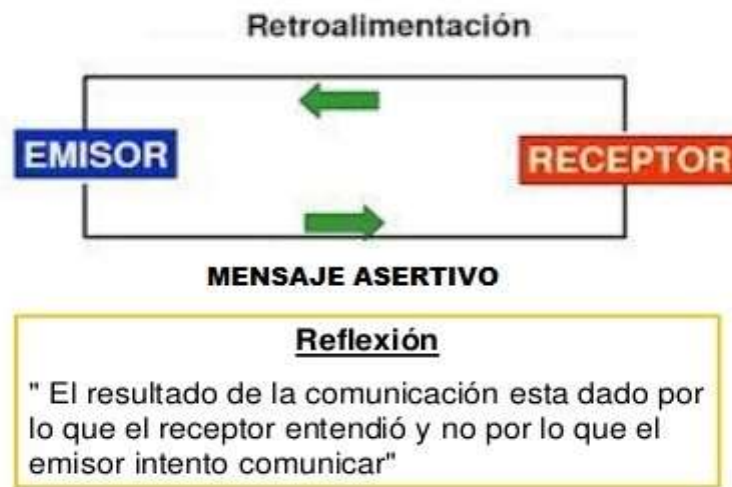 Retroalimentación
EMISOR
RECEPTOR
MENSAJE ASERTIVO
Reflexión
" El resultado de la comunicación esta dado por
lo que el receptor entendió y no por lo que el
emisor intento comunicar"